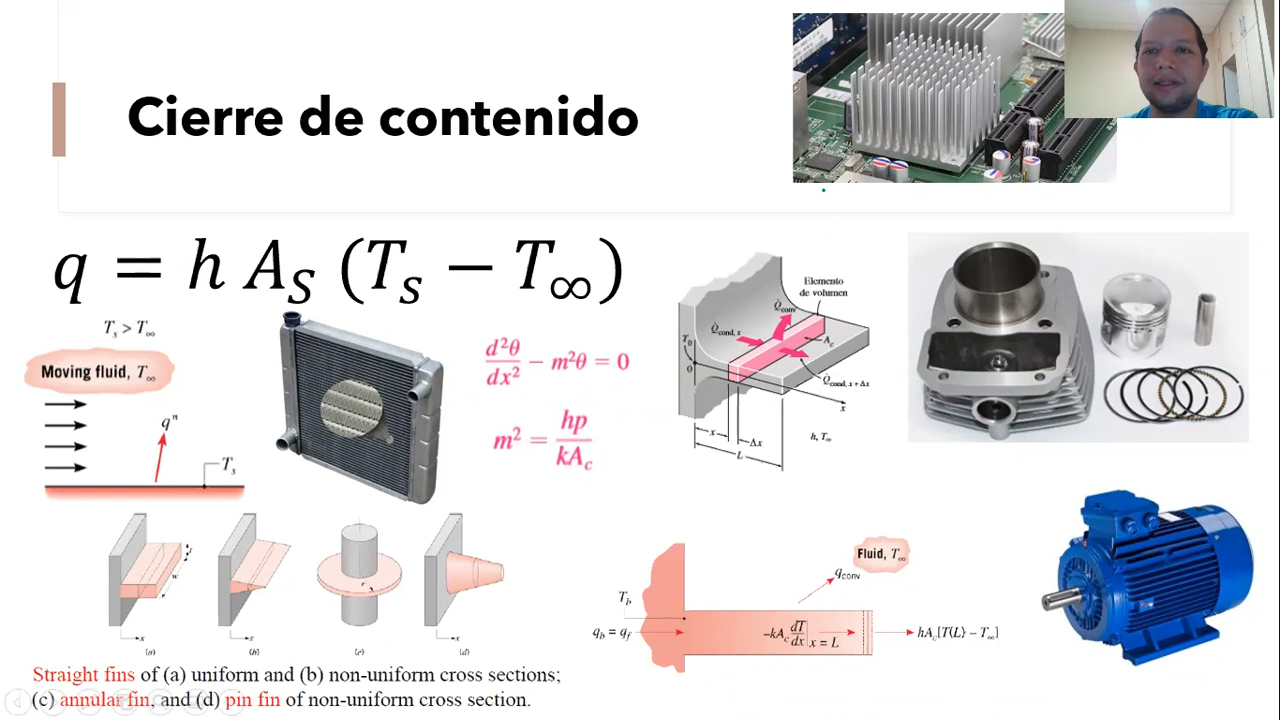 Cierre de contenido
q = h A_S (T_s − T_∞)
T_s > T_∞
Moving fluid, T_∞
q"
T_s
d²θ/dx² − m²θ = 0
m² = hp/kA_c
Elemento
de volumen
Q̇_conv
Q̇_cond, x
T_0
0
A_c
Q̇_cond, x + Δx
x
x
Δx
L
h, T_∞
t
w
x
(a)
x
(b)
r
(c)
x
(d)
Straight fins of (a) uniform and (b) non-uniform cross sections;
(c) annular fin, and (d) pin fin of non-uniform cross section.
Fluid, T_∞
q_conv
T_b
q_b = q_f
−kA_c dT/dx |x = L
hA_c[T(L) − T_∞]